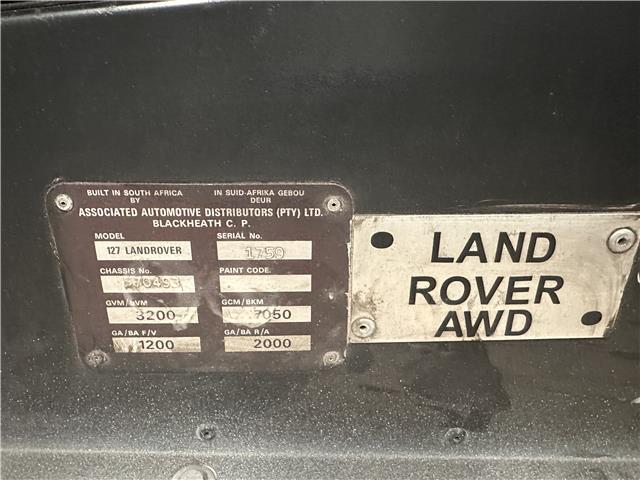 BUILT IN SOUTH AFRICA BY
IN SUID-AFRIKA GEBOU DEUR
ASSOCIATED AUTOMOTIVE DISTRIBUTORS (PTY) LTD.
BLACKHEATH C. P.
MODEL
SERIAL No.
127 LANDROVER
1759
CHASSIS No.
PAINT CODE.
GVM/BVM
GCM/BKM
3200
7050
GA/BA F/V
GA/BA R/A
1200
2000
LAND
ROVER
AWD